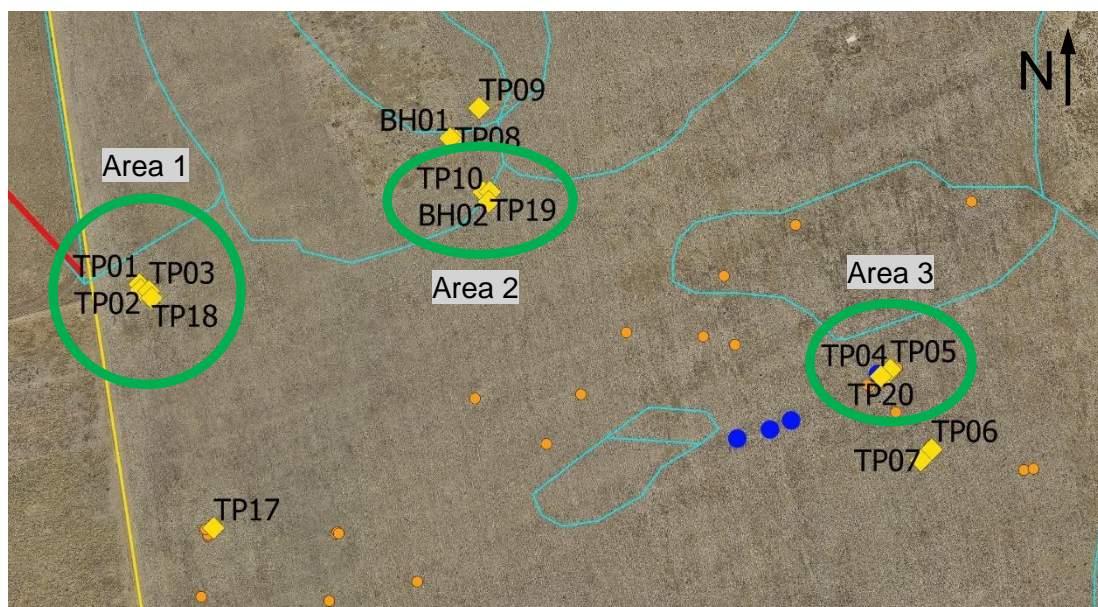 N
TP09
BH01
TP08
Area 1
TP10
BH02
TP19
TP01
TP03
TP02
TP18
Area 2
Area 3
TP04
TP05
TP20
TP06
TP07
TP17